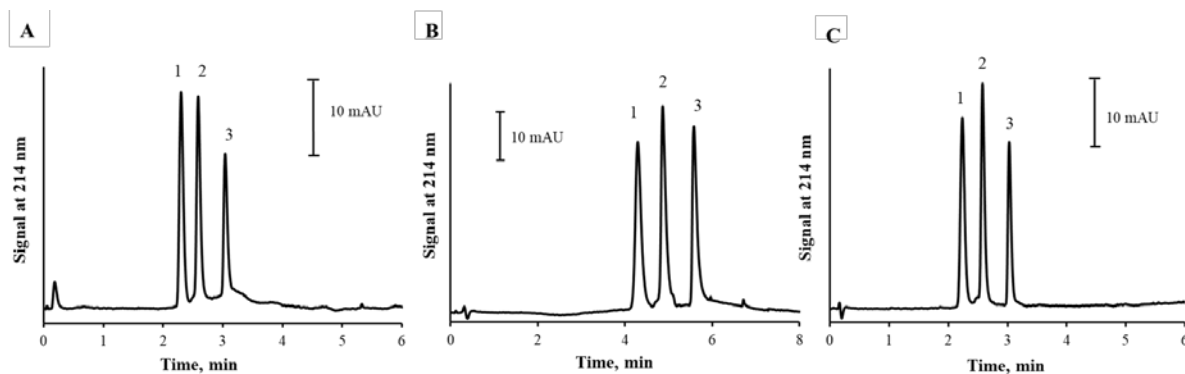 A
1 2
3
10 mAU
Signal at 214 nm
0 1 2 3 4 5 6
Time, min
B
1
2
3
10 mAU
Signal at 214 nm
0 2 4 6 8
Time, min
C
1
2
3
10 mAU
Signal at 214 nm
0 1 2 3 4 5 6
Time, min